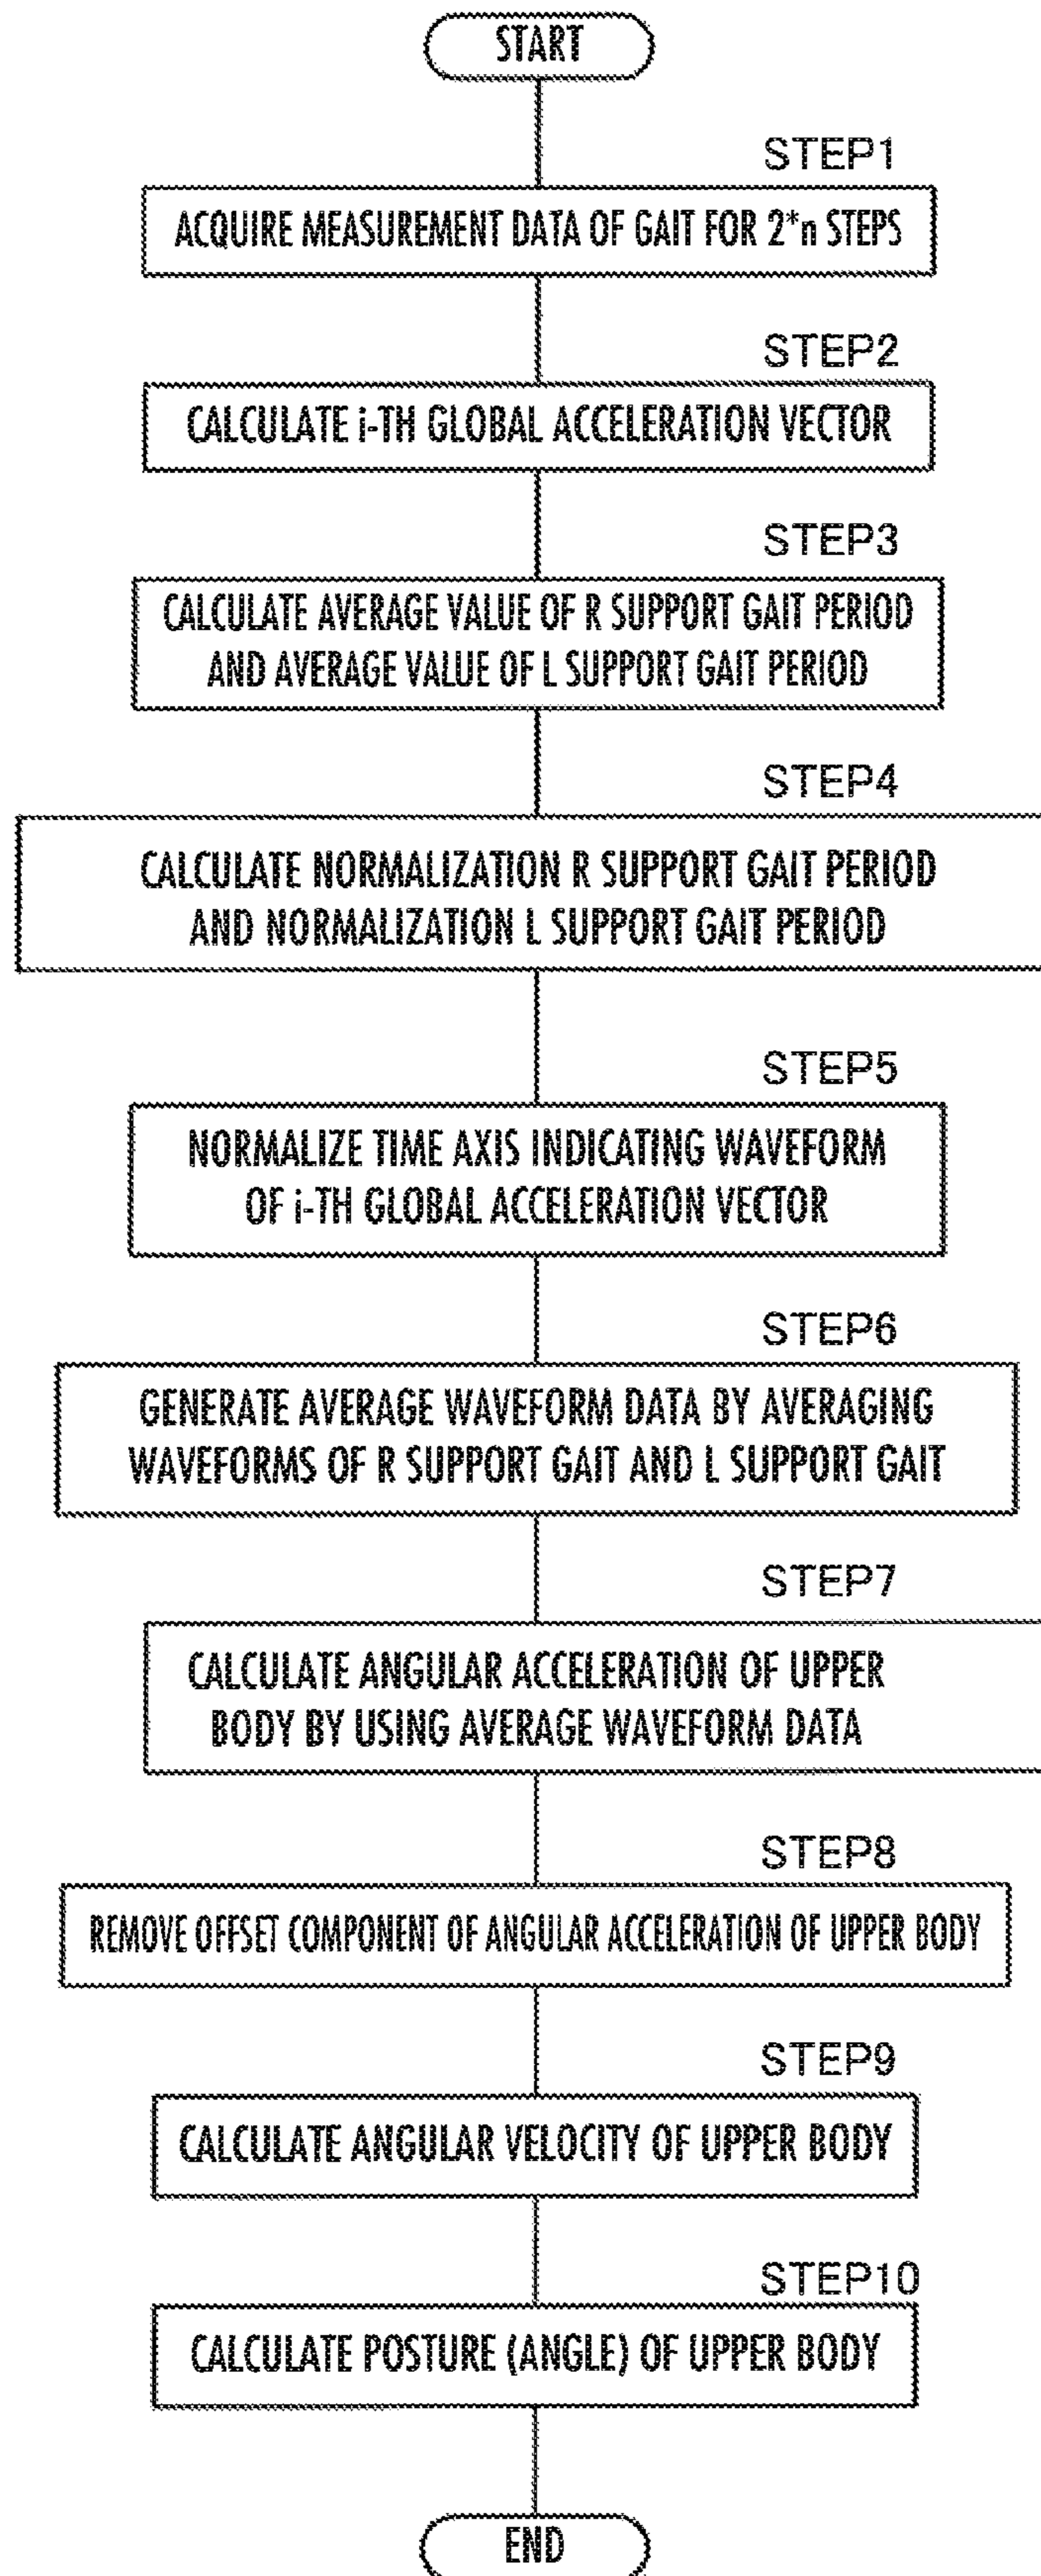 START
STEP1
ACQUIRE MEASUREMENT DATA OF GAIT FOR 2*n STEPS
STEP2
CALCULATE i-TH GLOBAL ACCELERATION VECTOR
STEP3
CALCULATE AVERAGE VALUE OF R SUPPORT GAIT PERIOD
AND AVERAGE VALUE OF L SUPPORT GAIT PERIOD
STEP4
CALCULATE NORMALIZATION R SUPPORT GAIT PERIOD
AND NORMALIZATION L SUPPORT GAIT PERIOD
STEP5
NORMALIZE TIME AXIS INDICATING WAVEFORM
OF i-TH GLOBAL ACCELERATION VECTOR
STEP6
GENERATE AVERAGE WAVEFORM DATA BY AVERAGING
WAVEFORMS OF R SUPPORT GAIT AND L SUPPORT GAIT
STEP7
CALCULATE ANGULAR ACCELERATION OF UPPER
BODY BY USING AVERAGE WAVEFORM DATA
STEP8
REMOVE OFFSET COMPONENT OF ANGULAR ACCELERATION OF UPPER BODY
STEP9
CALCULATE ANGULAR VELOCITY OF UPPER BODY
STEP10
CALCULATE POSTURE (ANGLE) OF UPPER BODY
END